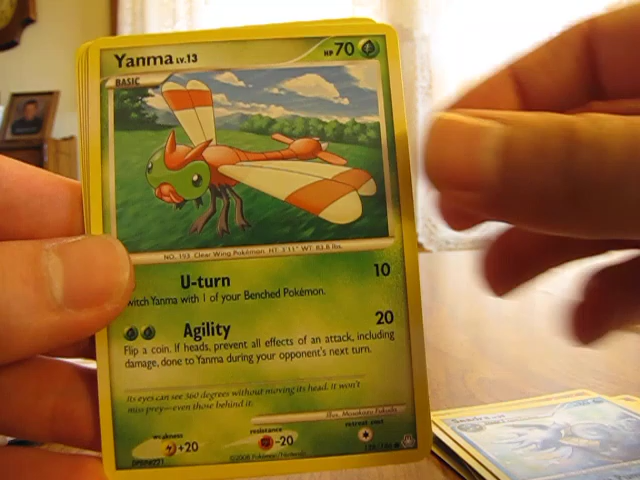 Yanma LV.13
HP 70
BASIC
NO. 193 Clear Wing Pokémon HT: 3'11" WT: 83.8 lbs.
U-turn 10
witch Yanma with 1 of your Benched Pokémon.
Agility 20
Flip a coin. If heads, prevent all effects of an attack, including
damage, done to Yanma during your opponent's next turn.
Its eyes can see 360 degrees without moving its head. It won't
miss prey—even those behind it.
Illus. Masakazu Fukuda
weakness resistance retreat cost
+20 -20
©2008 Pokémon/Nintendo